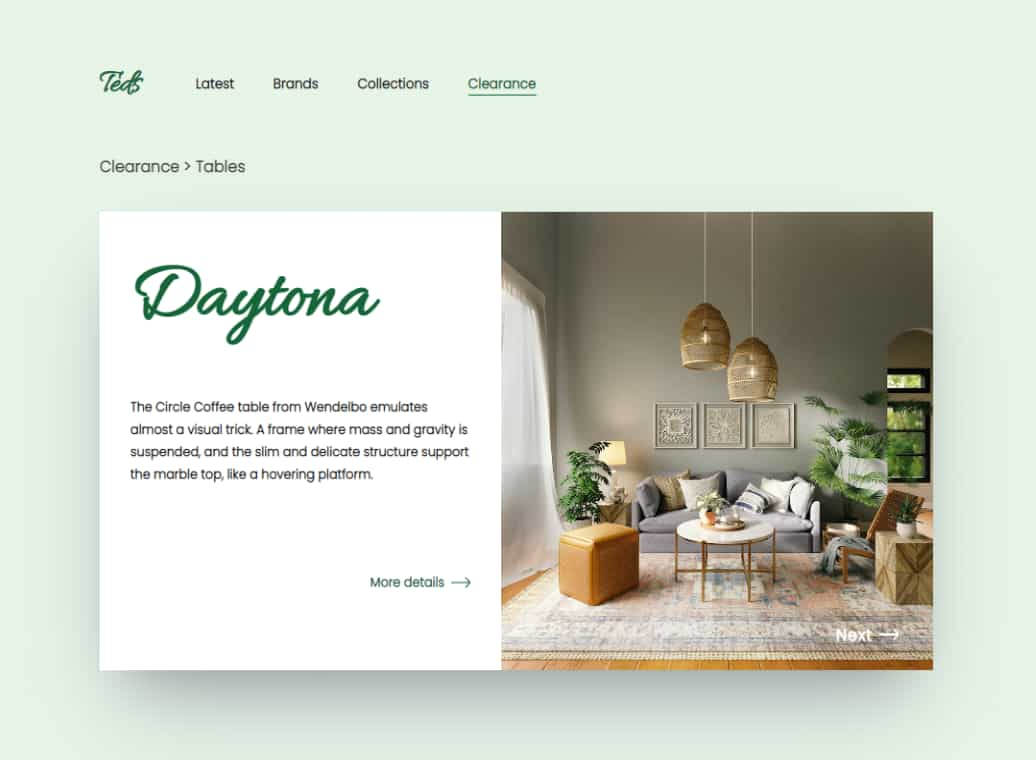 Teds
Latest
Brands
Collections
Clearance
Clearance > Tables
Daytona
The Circle Coffee table from Wendelbo emulates
almost a visual trick. A frame where mass and gravity is
suspended, and the slim and delicate structure support
the marble top, like a hovering platform.
More details
Next